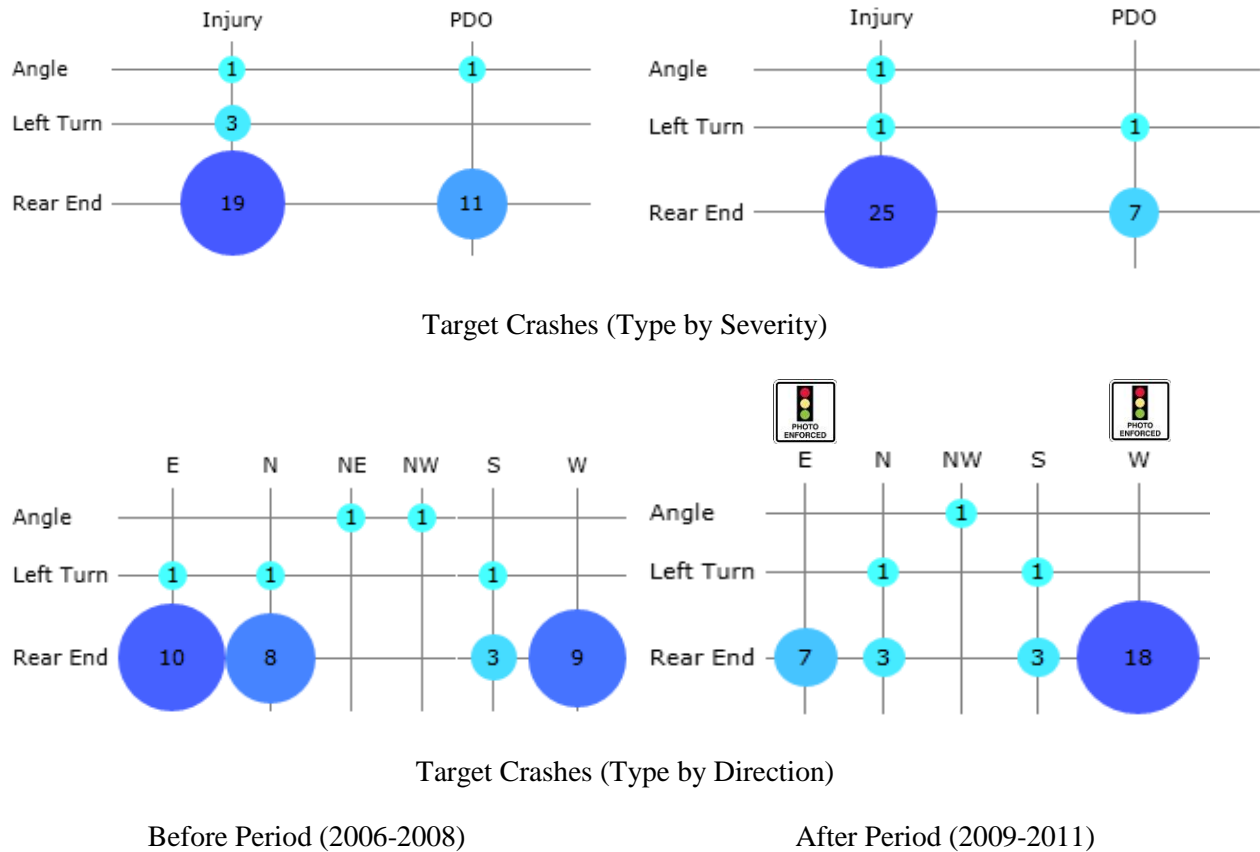 Injury PDO
Angle 1 1
Left Turn 3
Rear End 19 11
Injury PDO
Angle 1
Left Turn 1 1
Rear End 25 7
Target Crashes (Type by Severity)
E N NE NW S W
Angle 1 1
Left Turn 1 1 1
Rear End 10 8 3 9
PHOTO
ENFORCED
PHOTO
ENFORCED
E N NW S W
Angle 1
Left Turn 1 1
Rear End 7 3 3 18
Target Crashes (Type by Direction)
Before Period (2006-2008) After Period (2009-2011)